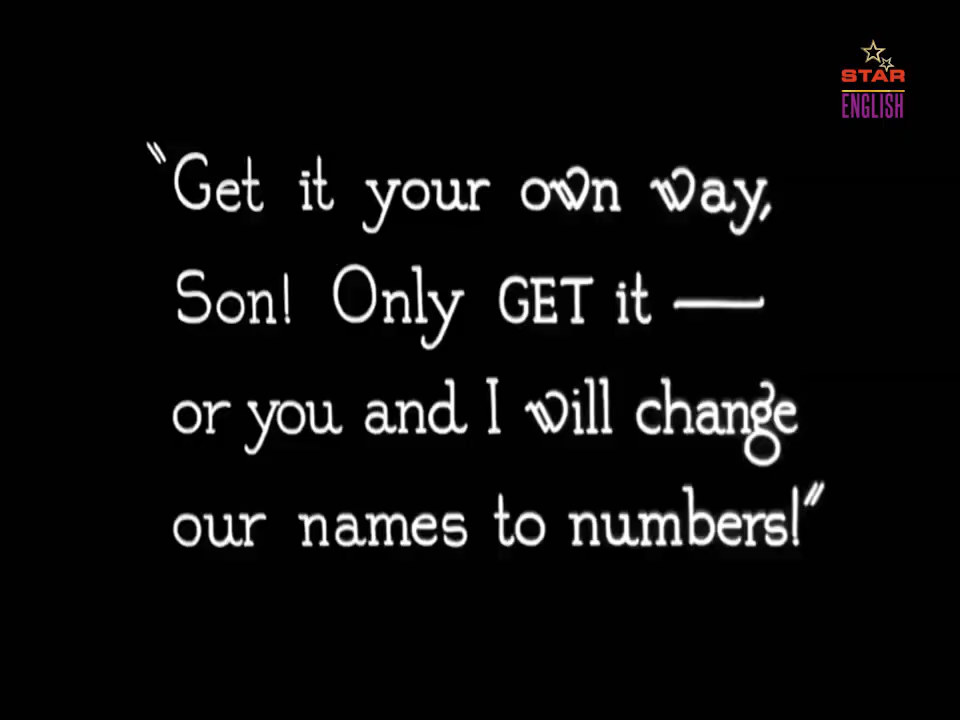 STAR
ENGLISH
"Get it your own way,
Son! Only GET it —
or you and I will change
our names to numbers!"